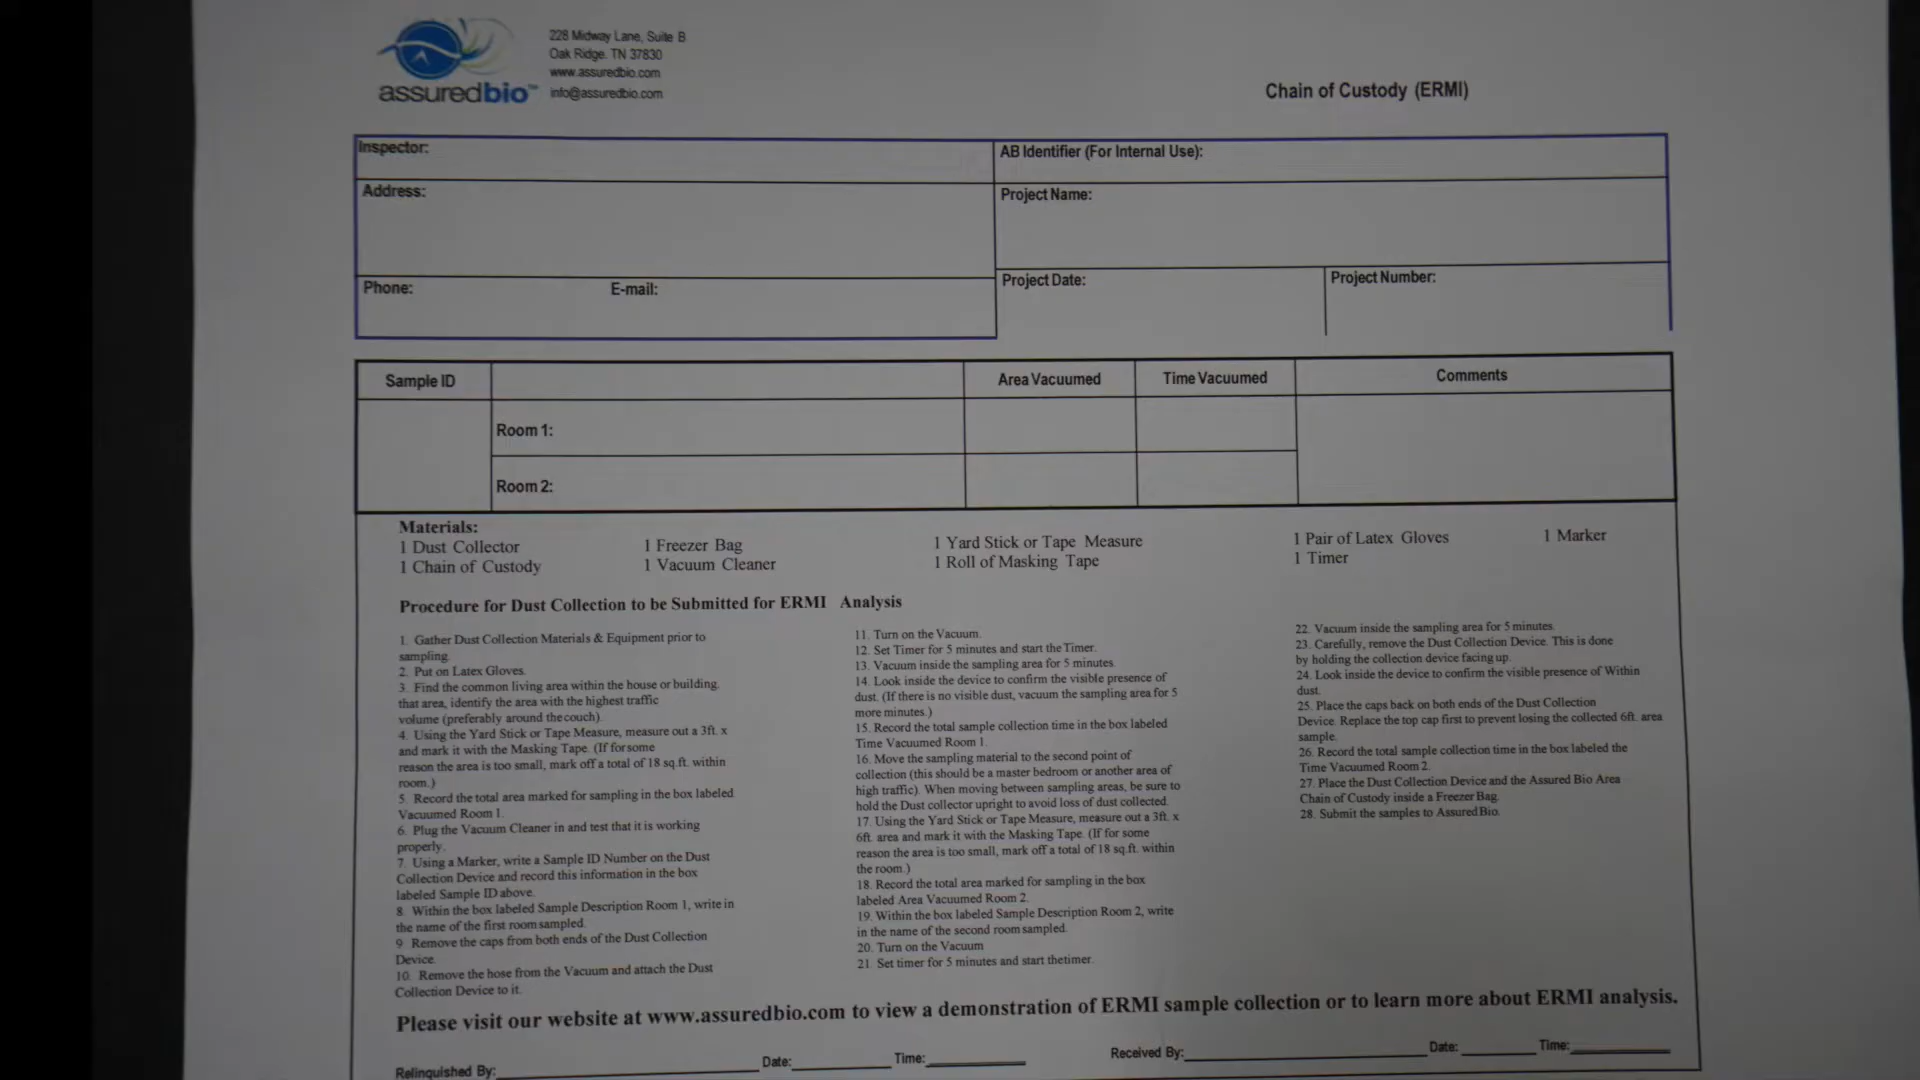 228 Midway Lane, Suite B
Oak Ridge. TN 37830
www.assuredbio.com
assuredbio™ info@assuredbio.com
Chain of Custody (ERMI)
Inspector:
AB Identifier (For Internal Use):
Address:
Project Name:
Phone: E-mail:
Project Date:
Project Number:
Sample ID Area Vacuumed Time Vacuumed Comments
Room 1:
Room 2:
Materials:
1 Dust Collector 1 Freezer Bag 1 Yard Stick or Tape Measure 1 Pair of Latex Gloves 1 Marker
1 Chain of Custody 1 Vacuum Cleaner 1 Roll of Masking Tape 1 Timer
Procedure for Dust Collection to be Submitted for ERMI Analysis
1. Gather Dust Collection Materials & Equipment prior to
sampling.
2. Put on Latex Gloves.
3. Find the common living area within the house or building.
that area, identify the area with the highest traffic
volume (preferably around the couch).
4. Using the Yard Stick or Tape Measure, measure out a 3ft. x
and mark it with the Masking Tape. (If for some
reason the area is too small, mark off a total of 18 sq.ft. within
room.)
5. Record the total area marked for sampling in the box labeled
Vacuumed Room 1.
6. Plug the Vacuum Cleaner in and test that it is working
properly.
7. Using a Marker, write a Sample ID Number on the Dust
Collection Device and record this information in the box
labeled Sample ID above.
8. Within the box labeled Sample Description Room 1, write in
the name of the first room sampled.
9 Remove the caps from both ends of the Dust Collection
Device.
10. Remove the hose from the Vacuum and attach the Dust
Collection Device to it.
11. Turn on the Vacuum.
12. Set Timer for 5 minutes and start the Timer.
13. Vacuum inside the sampling area for 5 minutes.
14. Look inside the device to confirm the visible presence of
dust. (If there is no visible dust, vacuum the sampling area for 5
more minutes.)
15. Record the total sample collection time in the box labeled
Time Vacuumed Room 1.
16. Move the sampling material to the second point of
collection (this should be a master bedroom or another area of
high traffic). When moving between sampling areas, be sure to
hold the Dust collector upright to avoid loss of dust collected.
17. Using the Yard Stick or Tape Measure, measure out a 3ft. x
6ft. area and mark it with the Masking Tape. (If for some
reason the area is too small, mark off a total of 18 sq.ft. within
the room.)
18. Record the total area marked for sampling in the box
labeled Area Vacuumed Room 2.
19. Within the box labeled Sample Description Room 2, write
in the name of the second room sampled.
20. Turn on the Vacuum
21. Set timer for 5 minutes and start thetimer.
22. Vacuum inside the sampling area for 5 minutes.
23. Carefully, remove the Dust Collection Device. This is done
by holding the collection device facing up.
24. Look inside the device to confirm the visible presence of Within
dust.
25. Place the caps back on both ends of the Dust Collection
Device. Replace the top cap first to prevent losing the collected 6ft. area
sample.
26. Record the total sample collection time in the box labeled the
Time Vacuumed Room 2.
27. Place the Dust Collection Device and the Assured Bio Area
Chain of Custody inside a Freezer Bag.
28. Submit the samples to Assured Bio.
Please visit our website at www.assuredbio.com to view a demonstration of ERMI sample collection or to learn more about ERMI analysis.
Relinquished By: Date: Time: Received By: Date: Time: